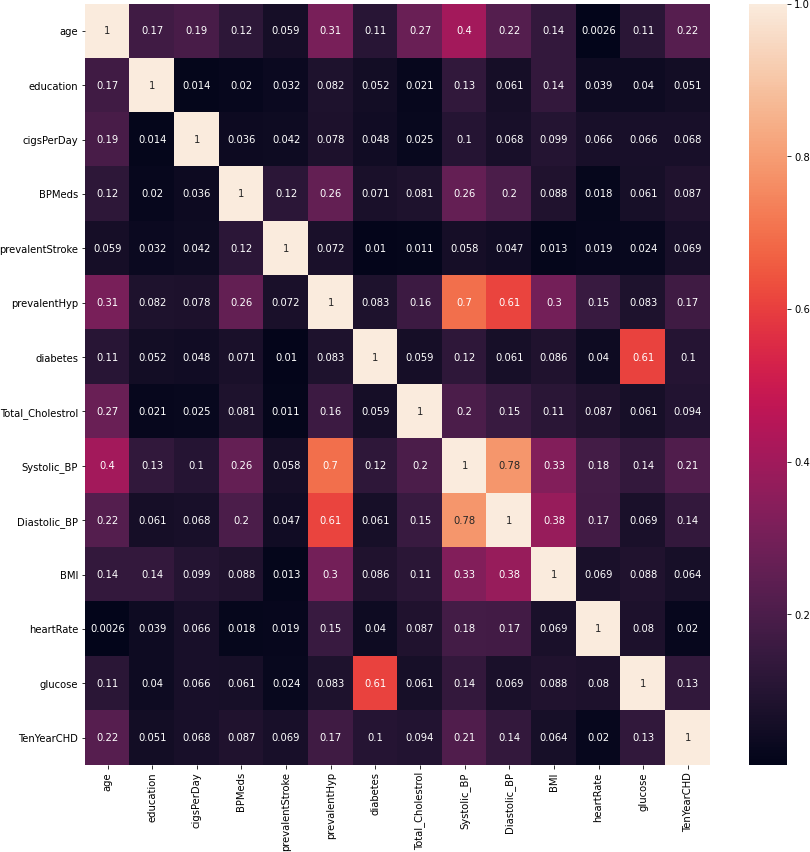 age 1 0.17 0.19 0.12 0.059 0.31 0.11 0.27 0.4 0.22 0.14 0.0026 0.11 0.22
education 0.17 1 0.014 0.02 0.032 0.082 0.052 0.021 0.13 0.061 0.14 0.039 0.04 0.051
cigsPerDay 0.19 0.014 1 0.036 0.042 0.078 0.048 0.025 0.1 0.068 0.099 0.066 0.066 0.068
BPMeds 0.12 0.02 0.036 1 0.12 0.26 0.071 0.081 0.26 0.2 0.088 0.018 0.061 0.087
prevalentStroke 0.059 0.032 0.042 0.12 1 0.072 0.01 0.011 0.058 0.047 0.013 0.019 0.024 0.069
prevalentHyp 0.31 0.082 0.078 0.26 0.072 1 0.083 0.16 0.7 0.61 0.3 0.15 0.083 0.17
diabetes 0.11 0.052 0.048 0.071 0.01 0.083 1 0.059 0.12 0.061 0.086 0.04 0.61 0.1
Total_Cholestrol 0.27 0.021 0.025 0.081 0.011 0.16 0.059 1 0.2 0.15 0.11 0.087 0.061 0.094
Systolic_BP 0.4 0.13 0.1 0.26 0.058 0.7 0.12 0.2 1 0.78 0.33 0.18 0.14 0.21
Diastolic_BP 0.22 0.061 0.068 0.2 0.047 0.61 0.061 0.15 0.78 1 0.38 0.17 0.069 0.14
BMI 0.14 0.14 0.099 0.088 0.013 0.3 0.086 0.11 0.33 0.38 1 0.069 0.088 0.064
heartRate 0.0026 0.039 0.066 0.018 0.019 0.15 0.04 0.087 0.18 0.17 0.069 1 0.08 0.02
glucose 0.11 0.04 0.066 0.061 0.024 0.083 0.61 0.061 0.14 0.069 0.088 0.08 1 0.13
TenYearCHD 0.22 0.051 0.068 0.087 0.069 0.17 0.1 0.094 0.21 0.14 0.064 0.02 0.13 1
age education cigsPerDay BPMeds prevalentStroke prevalentHyp diabetes Total_Cholestrol Systolic_BP Diastolic_BP BMI heartRate glucose TenYearCHD
1.0
0.8
0.6
0.4
0.2